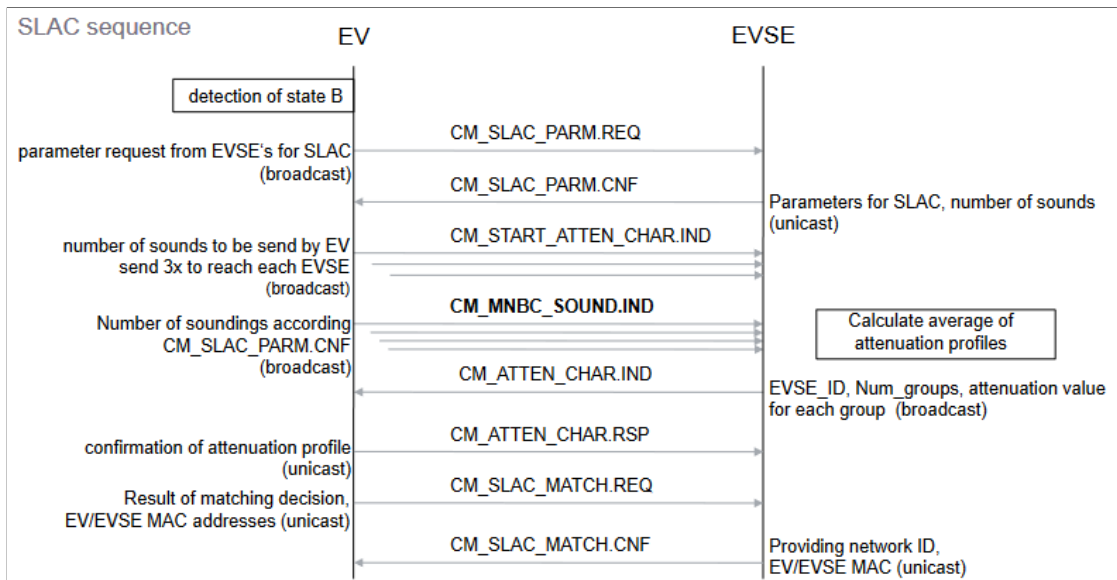 SLAC sequence
EV
EVSE
detection of state B
CM_SLAC_PARM.REQ
parameter request from EVSE's for SLAC
(broadcast)
CM_SLAC_PARM.CNF
Parameters for SLAC, number of sounds
(unicast)
number of sounds to be send by EV
send 3x to reach each EVSE
(broadcast)
CM_START_ATTEN_CHAR.IND
CM_MNBC_SOUND.IND
Number of soundings according
CM_SLAC_PARM.CNF
(broadcast)
Calculate average of
attenuation profiles
CM_ATTEN_CHAR.IND
EVSE_ID, Num_groups, attenuation value
for each group (broadcast)
CM_ATTEN_CHAR.RSP
confirmation of attenuation profile
(unicast)
CM_SLAC_MATCH.REQ
Result of matching decision,
EV/EVSE MAC addresses (unicast)
CM_SLAC_MATCH.CNF
Providing network ID,
EV/EVSE MAC (unicast)